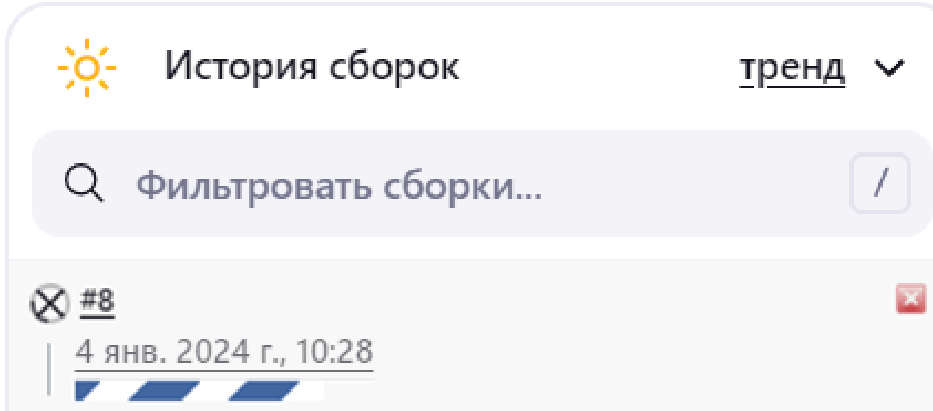 История сборок тренд
Фильтровать сборки... /
#8
4 янв. 2024 г., 10:28